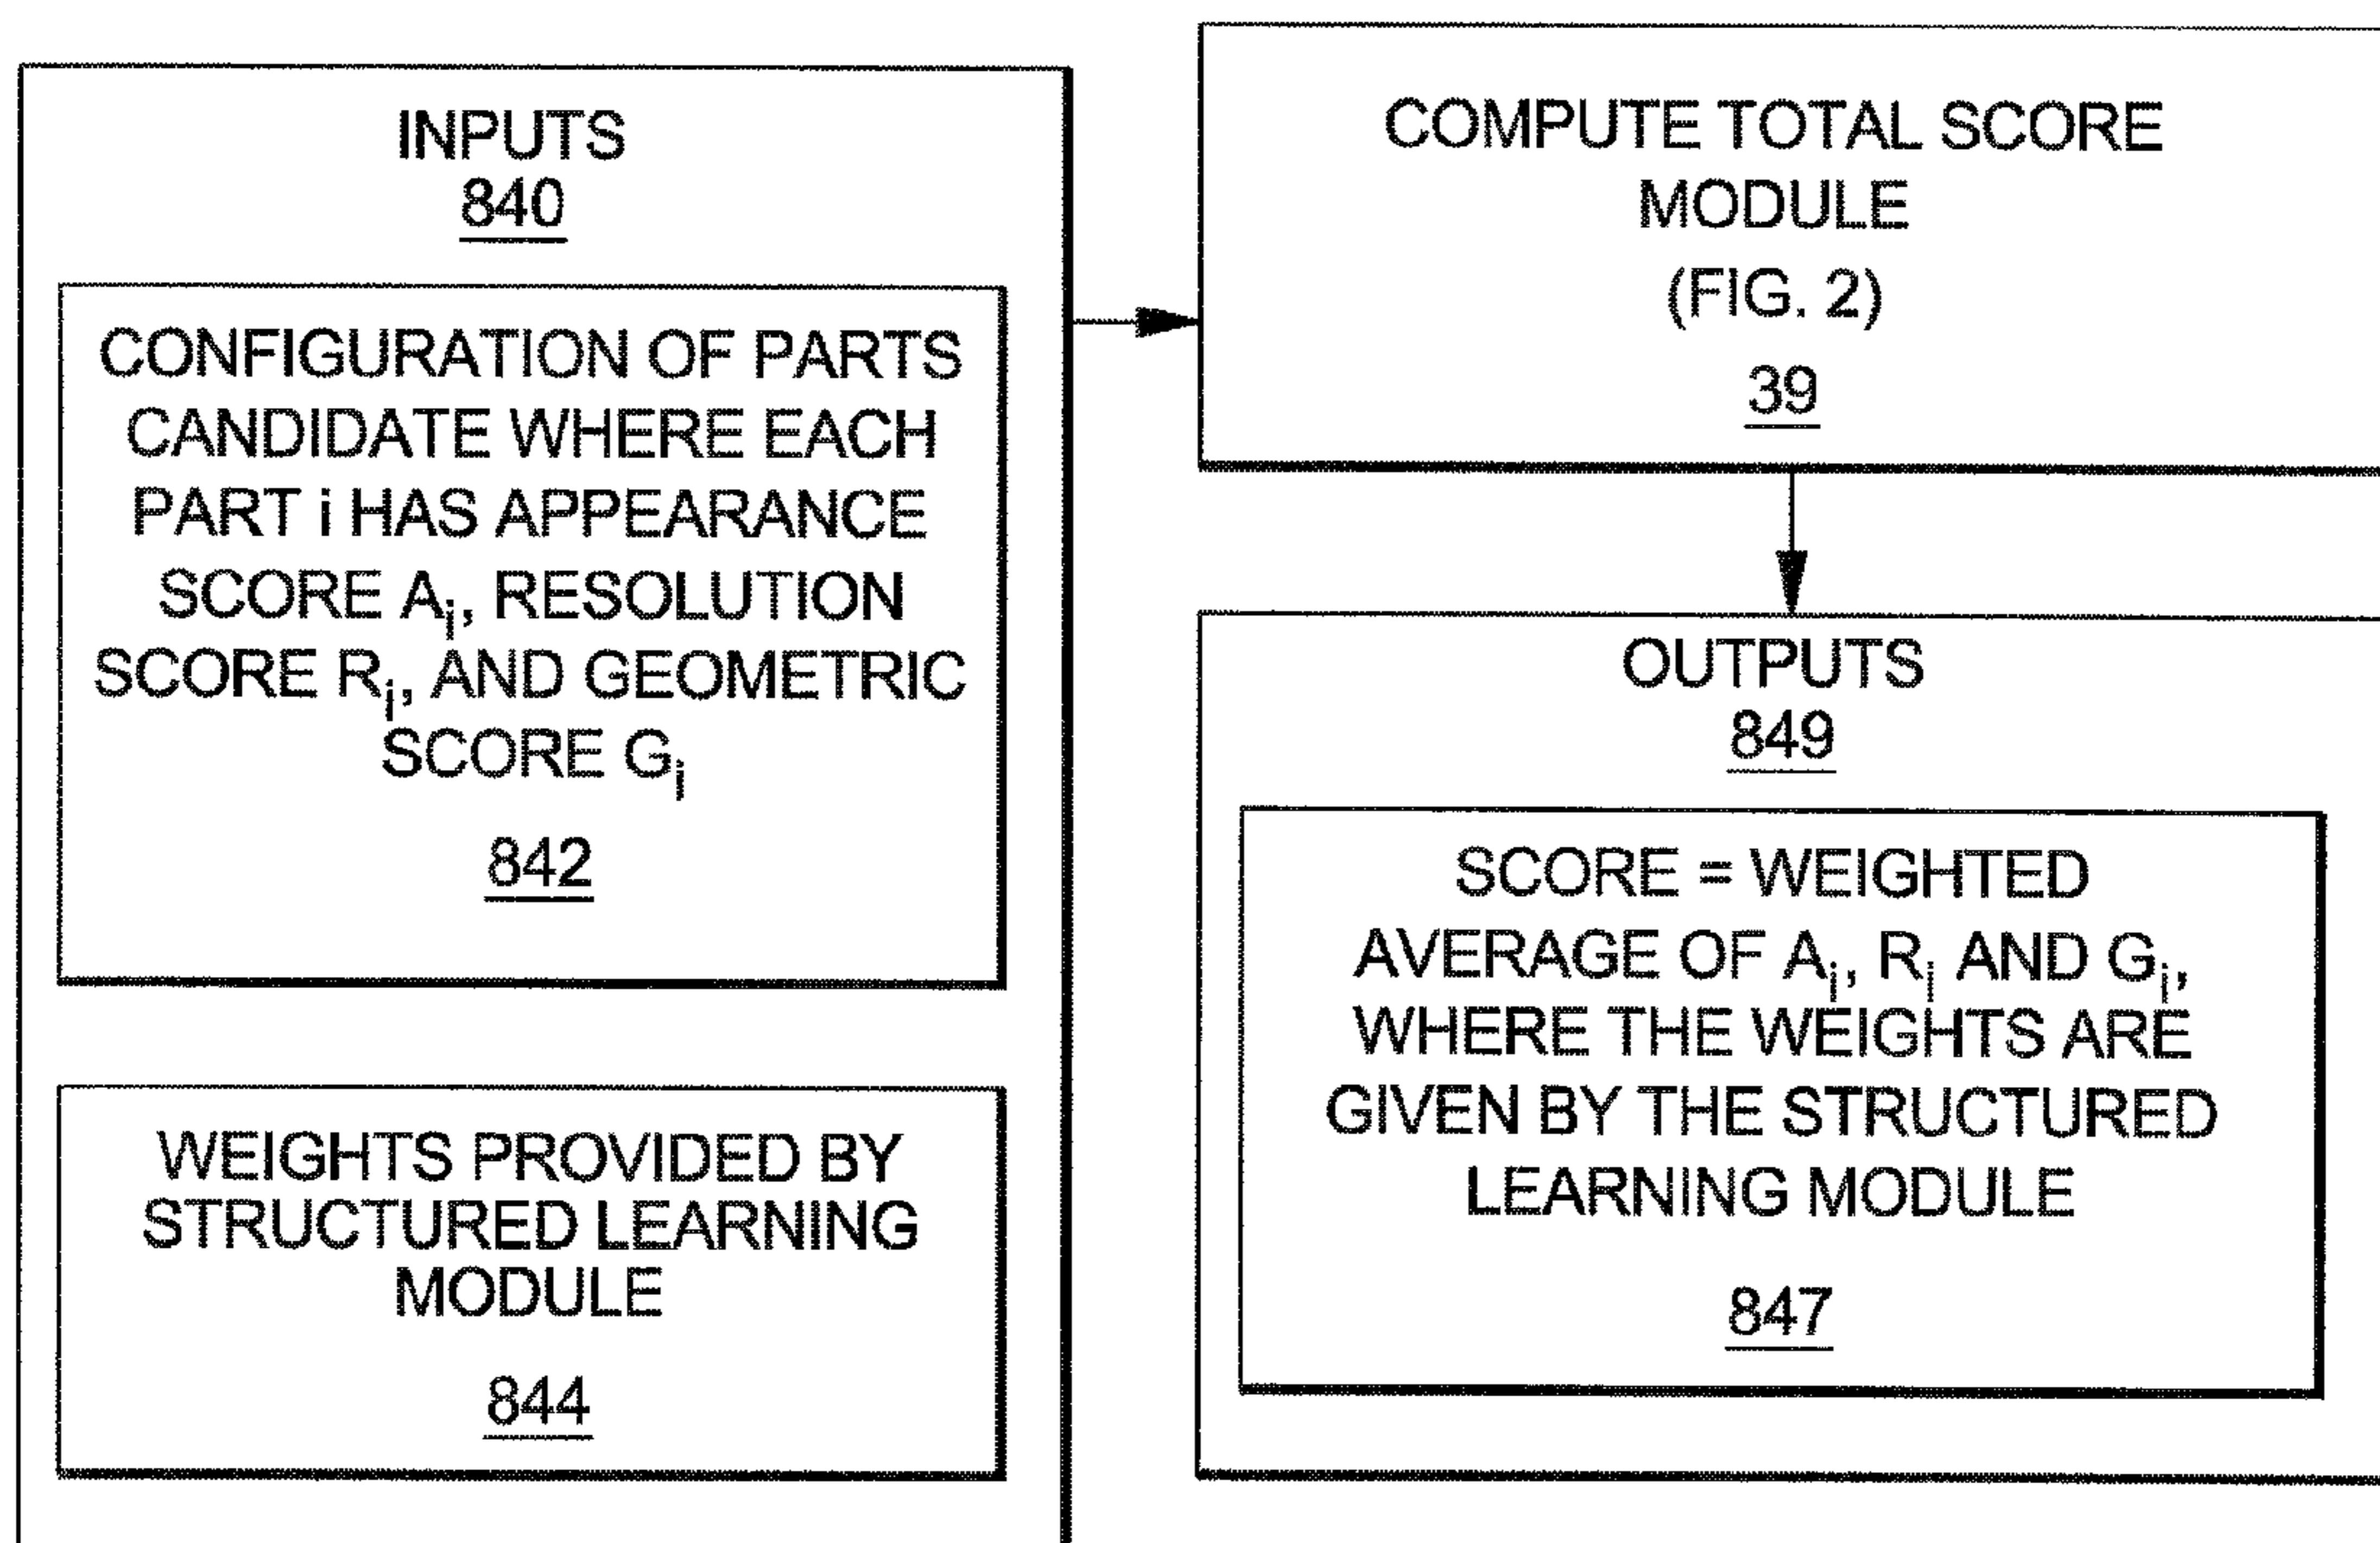 INPUTS
840
CONFIGURATION OF PARTS
CANDIDATE WHERE EACH
PART i HAS APPEARANCE
SCORE Ai, RESOLUTION
SCORE Ri, AND GEOMETRIC
SCORE Gi
842
WEIGHTS PROVIDED BY
STRUCTURED LEARNING
MODULE
844
COMPUTE TOTAL SCORE
MODULE
(FIG. 2)
39
OUTPUTS
849
SCORE = WEIGHTED
AVERAGE OF Ai, Ri AND Gi,
WHERE THE WEIGHTS ARE
GIVEN BY THE STRUCTURED
LEARNING MODULE
847